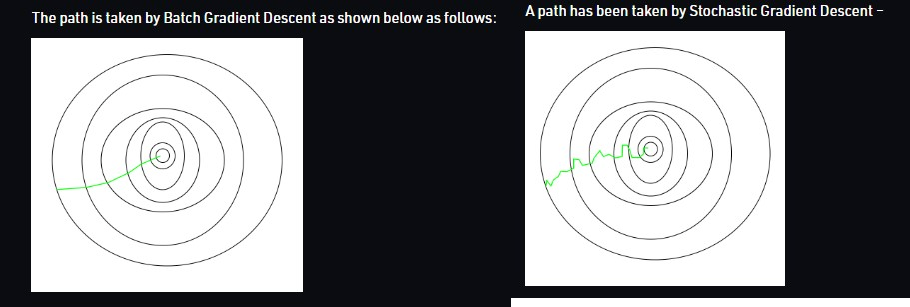 The path is taken by Batch Gradient Descent as shown below as follows:
A path has been taken by Stochastic Gradient Descent –